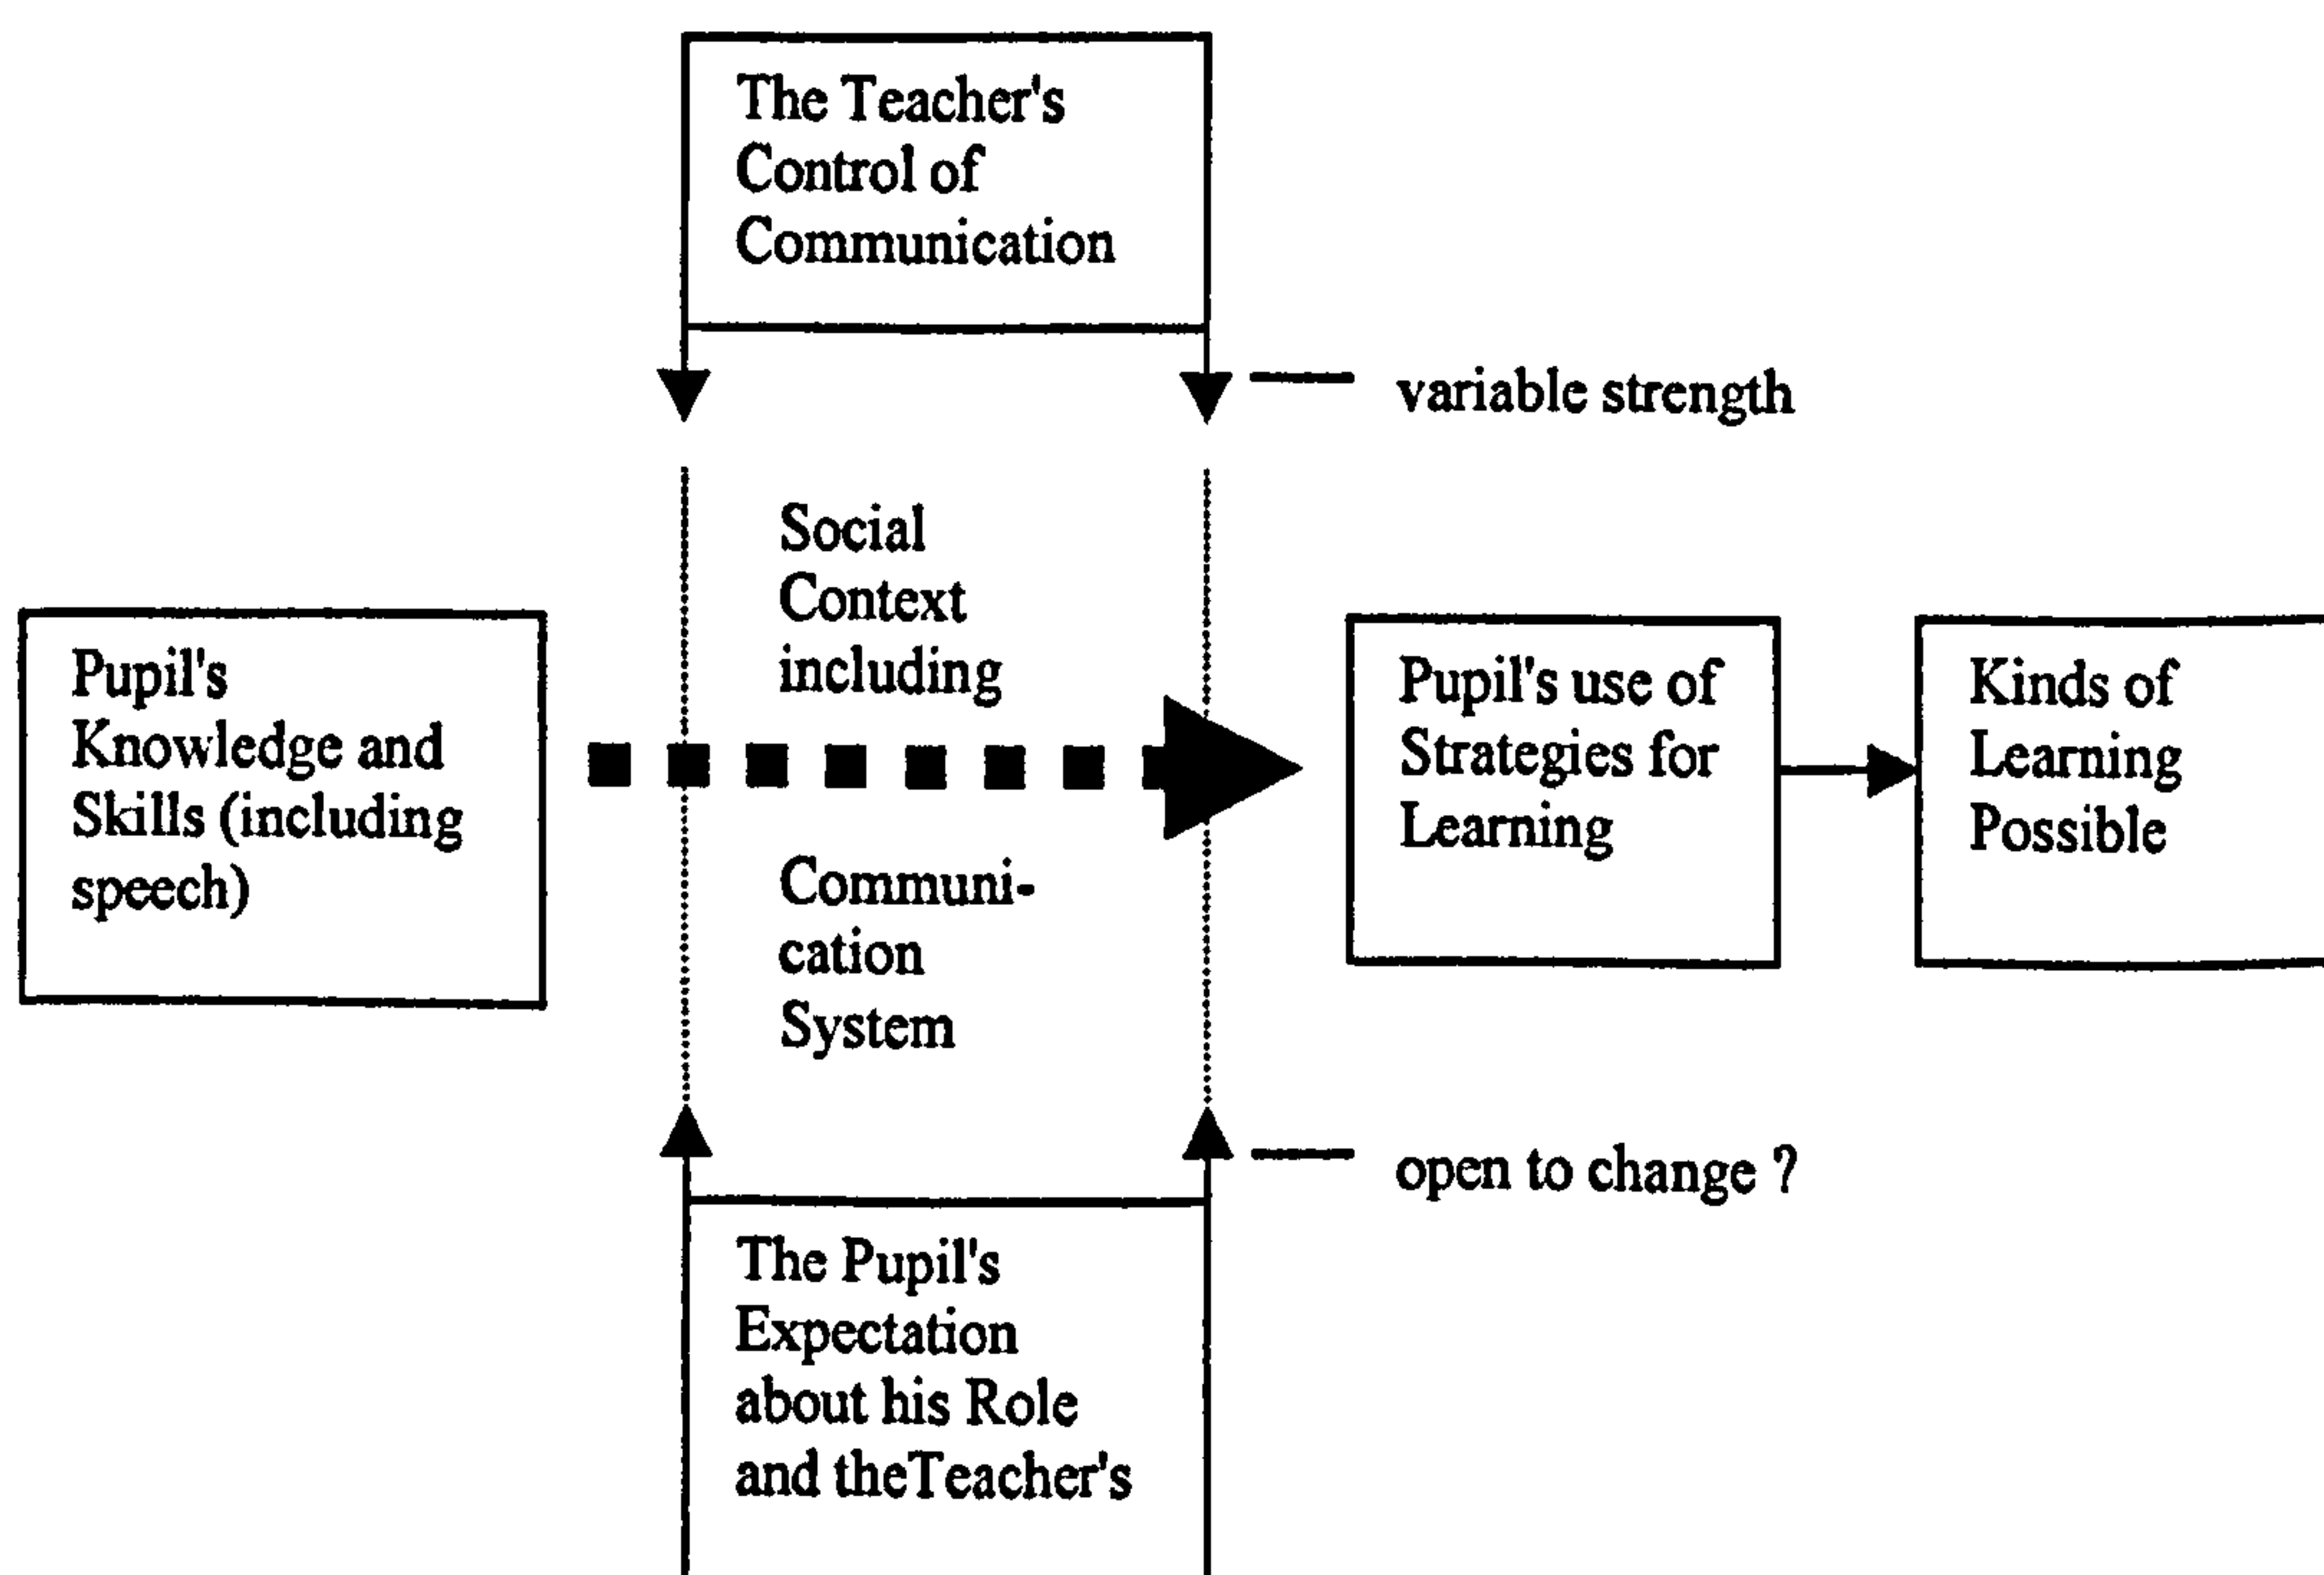 The Teacher's
Control of
Communication
variable strength
Social
Context
including
Communi-
cation
System
Pupil's
Knowledge and
Skills (including
speech)
Pupil's use of
Strategies for
Learning
Kinds of
Learning
Possible
open to change ?
The Pupil's
Expectation
about his Role
and theTeacher's